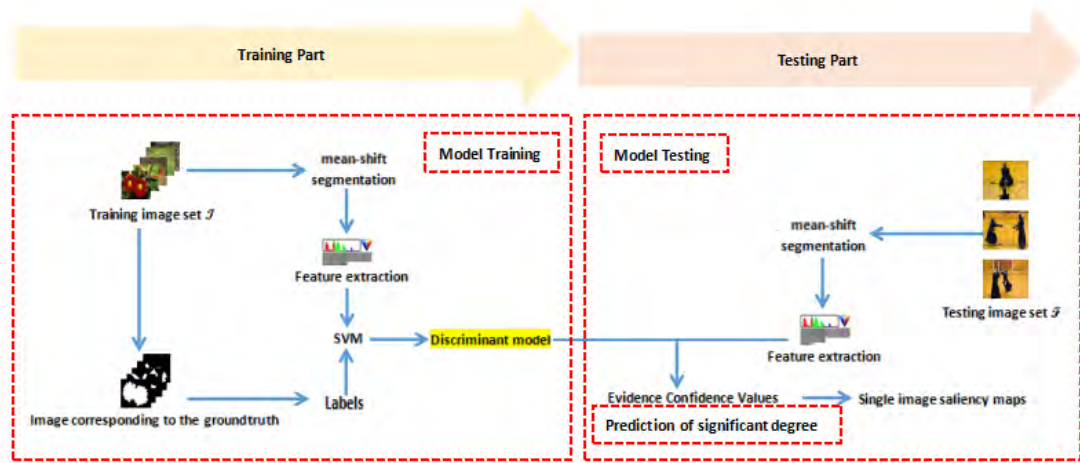 Training Part
Testing Part
Model Training
mean-shift
segmentation
Training image set 𝒯
Feature extraction
SVM
Discriminant model
Labels
Image corresponding to the groundtruth
Model Testing
mean-shift
segmentation
Testing image set ℱ
Feature extraction
Evidence Confidence Values
Single image saliency maps
Prediction of significant degree